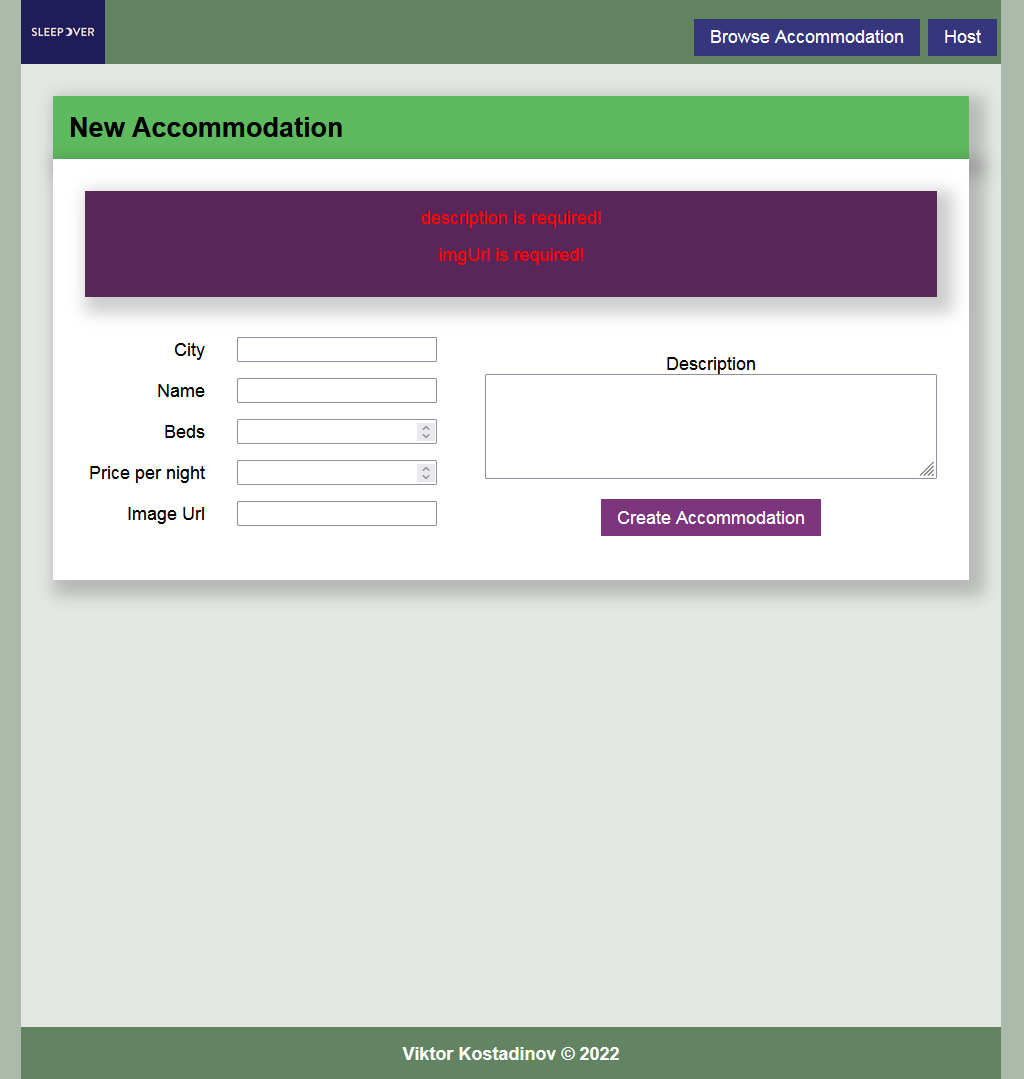 SLEEPOVER
Browse Accommodation
Host
New Accommodation
description is required!
imgUrl is required!
City
Name
Beds
Price per night
Image Url
Description
Create Accommodation
Viktor Kostadinov © 2022